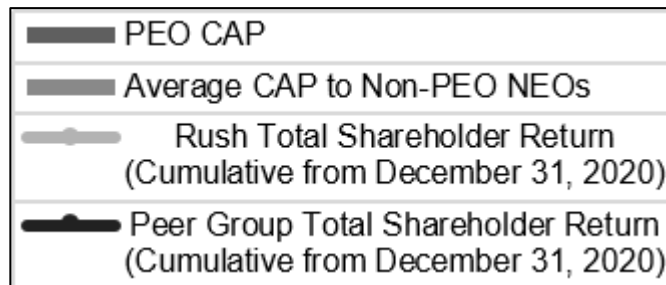 PEO CAP
Average CAP to Non-PEO NEOs
Rush Total Shareholder Return
(Cumulative from December 31, 2020)
Peer Group Total Shareholder Return
(Cumulative from December 31, 2020)